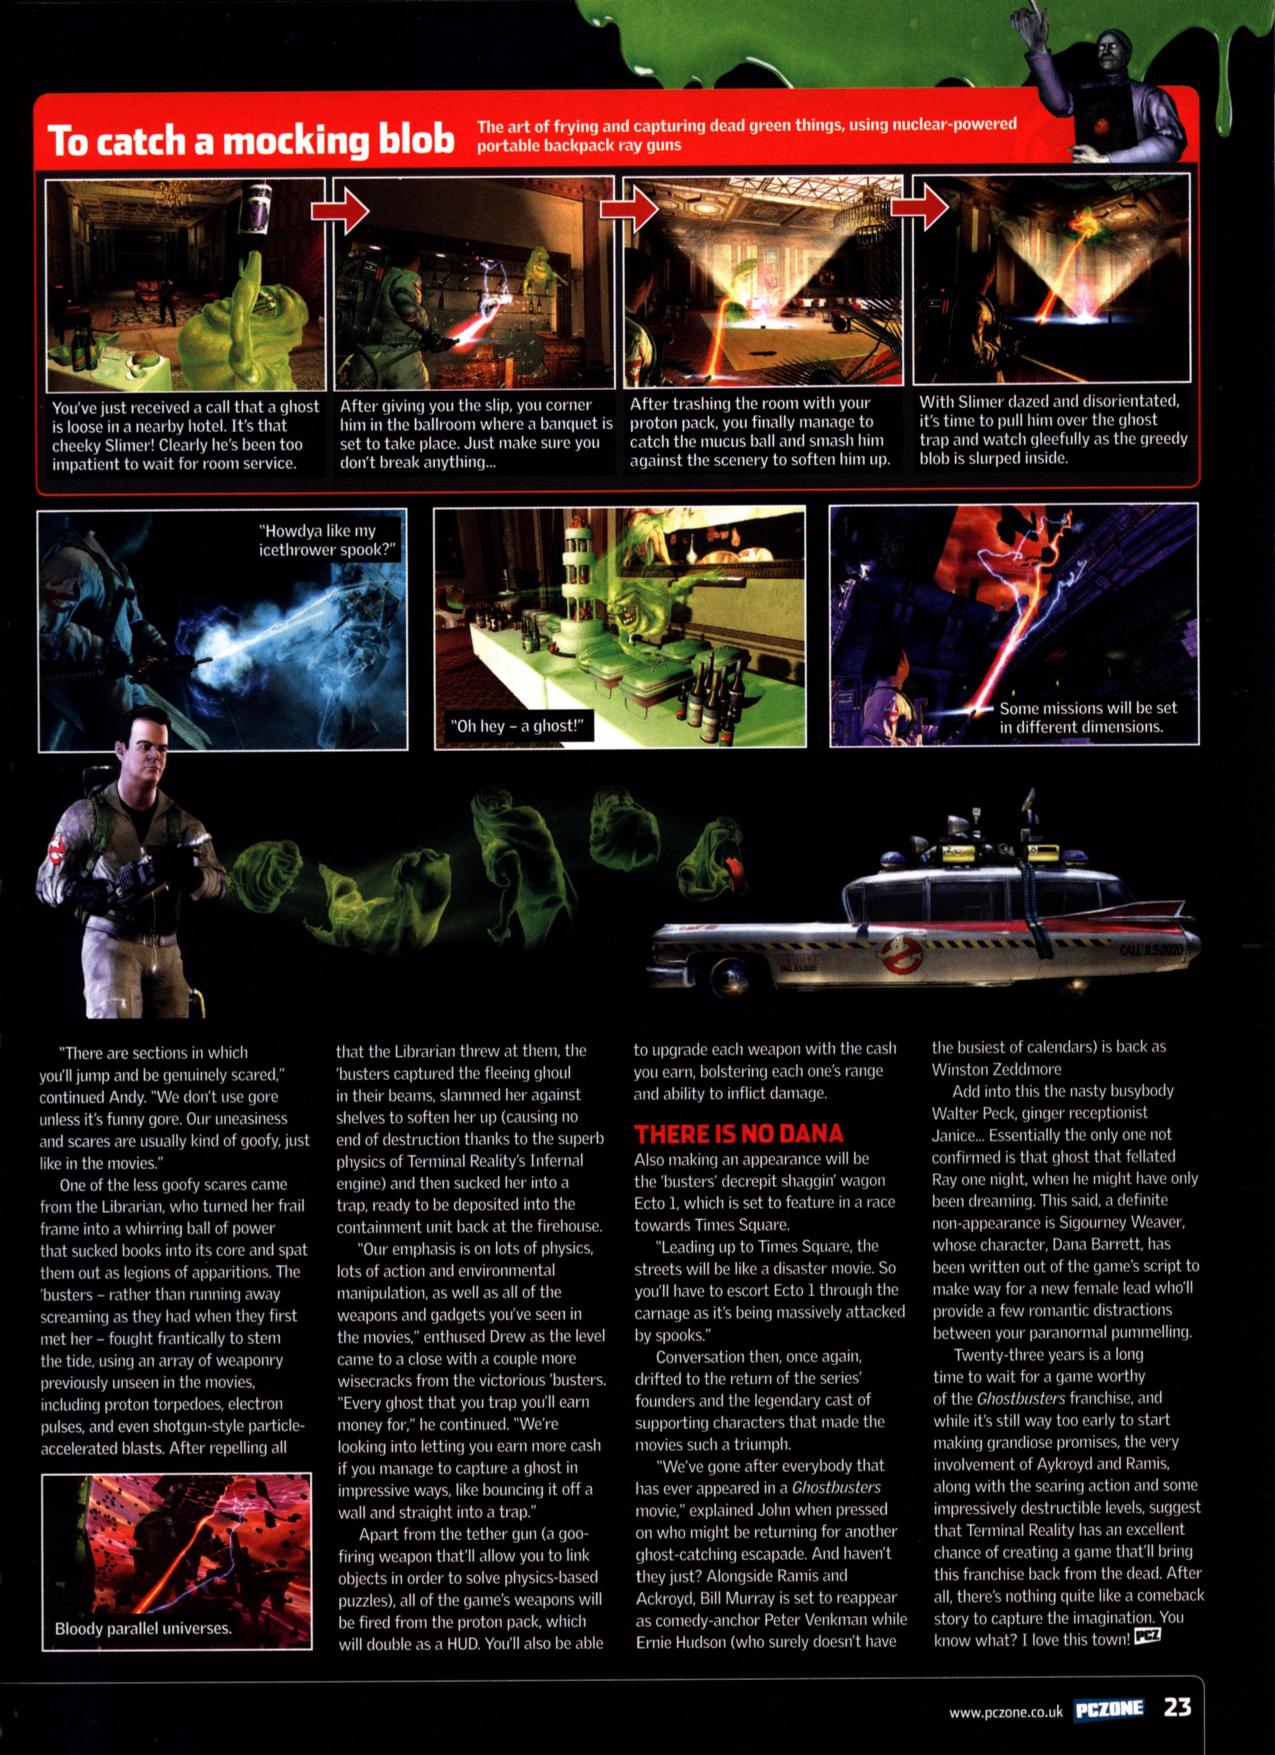 To catch a mocking blob
The art of frying and capturing dead green things, using nuclear-powered
portable backpack ray guns
You've just received a call that a ghost
is loose in a nearby hotel. It's that
cheeky Slimer! Clearly he's been too
impatient to wait for room service.
After giving you the slip, you corner
him in the ballroom where a banquet is
set to take place. Just make sure you
don't break anything...
After trashing the room with your
proton pack, you finally manage to
catch the mucus ball and smash him
against the scenery to soften him up.
With Slimer dazed and disorientated,
it's time to pull him over the ghost
trap and watch gleefully as the greedy
blob is slurped inside.
"Howdya like my
icethrower spook?"
"Oh hey – a ghost!"
Some missions will be set
in different dimensions.
CALL JL5-2020
"There are sections in which
you'll jump and be genuinely scared,"
continued Andy. "We don't use gore
unless it's funny gore. Our uneasiness
and scares are usually kind of goofy, just
like in the movies."
One of the less goofy scares came
from the Librarian, who turned her frail
frame into a whirring ball of power
that sucked books into its core and spat
them out as legions of apparitions. The
'busters – rather than running away
screaming as they had when they first
met her – fought frantically to stem
the tide, using an array of weaponry
previously unseen in the movies,
including proton torpedoes, electron
pulses, and even shotgun-style particle-
accelerated blasts. After repelling all
Bloody parallel universes.
that the Librarian threw at them, the
'busters captured the fleeing ghoul
in their beams, slammed her against
shelves to soften her up (causing no
end of destruction thanks to the superb
physics of Terminal Reality's Infernal
engine) and then sucked her into a
trap, ready to be deposited into the
containment unit back at the firehouse.
"Our emphasis is on lots of physics,
lots of action and environmental
manipulation, as well as all of the
weapons and gadgets you've seen in
the movies," enthused Drew as the level
came to a close with a couple more
wisecracks from the victorious 'busters.
"Every ghost that you trap you'll earn
money for," he continued. "We're
looking into letting you earn more cash
if you manage to capture a ghost in
impressive ways, like bouncing it off a
wall and straight into a trap."
Apart from the tether gun (a goo-
firing weapon that'll allow you to link
objects in order to solve physics-based
puzzles), all of the game's weapons will
be fired from the proton pack, which
will double as a HUD. You'll also be able
to upgrade each weapon with the cash
you earn, bolstering each one's range
and ability to inflict damage.
THERE IS NO DANA
Also making an appearance will be
the 'busters' decrepit shaggin' wagon
Ecto 1, which is set to feature in a race
towards Times Square.
"Leading up to Times Square, the
streets will be like a disaster movie. So
you'll have to escort Ecto 1 through the
carnage as it's being massively attacked
by spooks."
Conversation then, once again,
drifted to the return of the series'
founders and the legendary cast of
supporting characters that made the
movies such a triumph.
"We've gone after everybody that
has ever appeared in a Ghostbusters
movie," explained John when pressed
on who might be returning for another
ghost-catching escapade. And haven't
they just? Alongside Ramis and
Ackroyd, Bill Murray is set to reappear
as comedy-anchor Peter Venkman while
Ernie Hudson (who surely doesn't have
the busiest of calendars) is back as
Winston Zeddmore
Add into this the nasty busybody
Walter Peck, ginger receptionist
Janice... Essentially the only one not
confirmed is that ghost that fellated
Ray one night, when he might have only
been dreaming. This said, a definite
non-appearance is Sigourney Weaver,
whose character, Dana Barrett, has
been written out of the game's script to
make way for a new female lead who'll
provide a few romantic distractions
between your paranormal pummelling.
Twenty-three years is a long
time to wait for a game worthy
of the Ghostbusters franchise, and
while it's still way too early to start
making grandiose promises, the very
involvement of Aykroyd and Ramis,
along with the searing action and some
impressively destructible levels, suggest
that Terminal Reality has an excellent
chance of creating a game that'll bring
this franchise back from the dead. After
all, there's nothing quite like a comeback
story to capture the imagination. You
know what? I love this town! PCZ
www.pczone.co.uk PCZONE 23